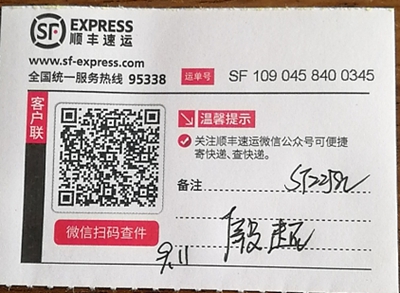 SF EXPRESS
顺丰速运
www.sf-express.com
全国统一服务热线 95338
运单号 SF 109 045 840 0345
客户联
温馨提示
关注顺丰速运微信公众号可便捷
寄快递、查快递。
备注
微信扫码查件
9.11